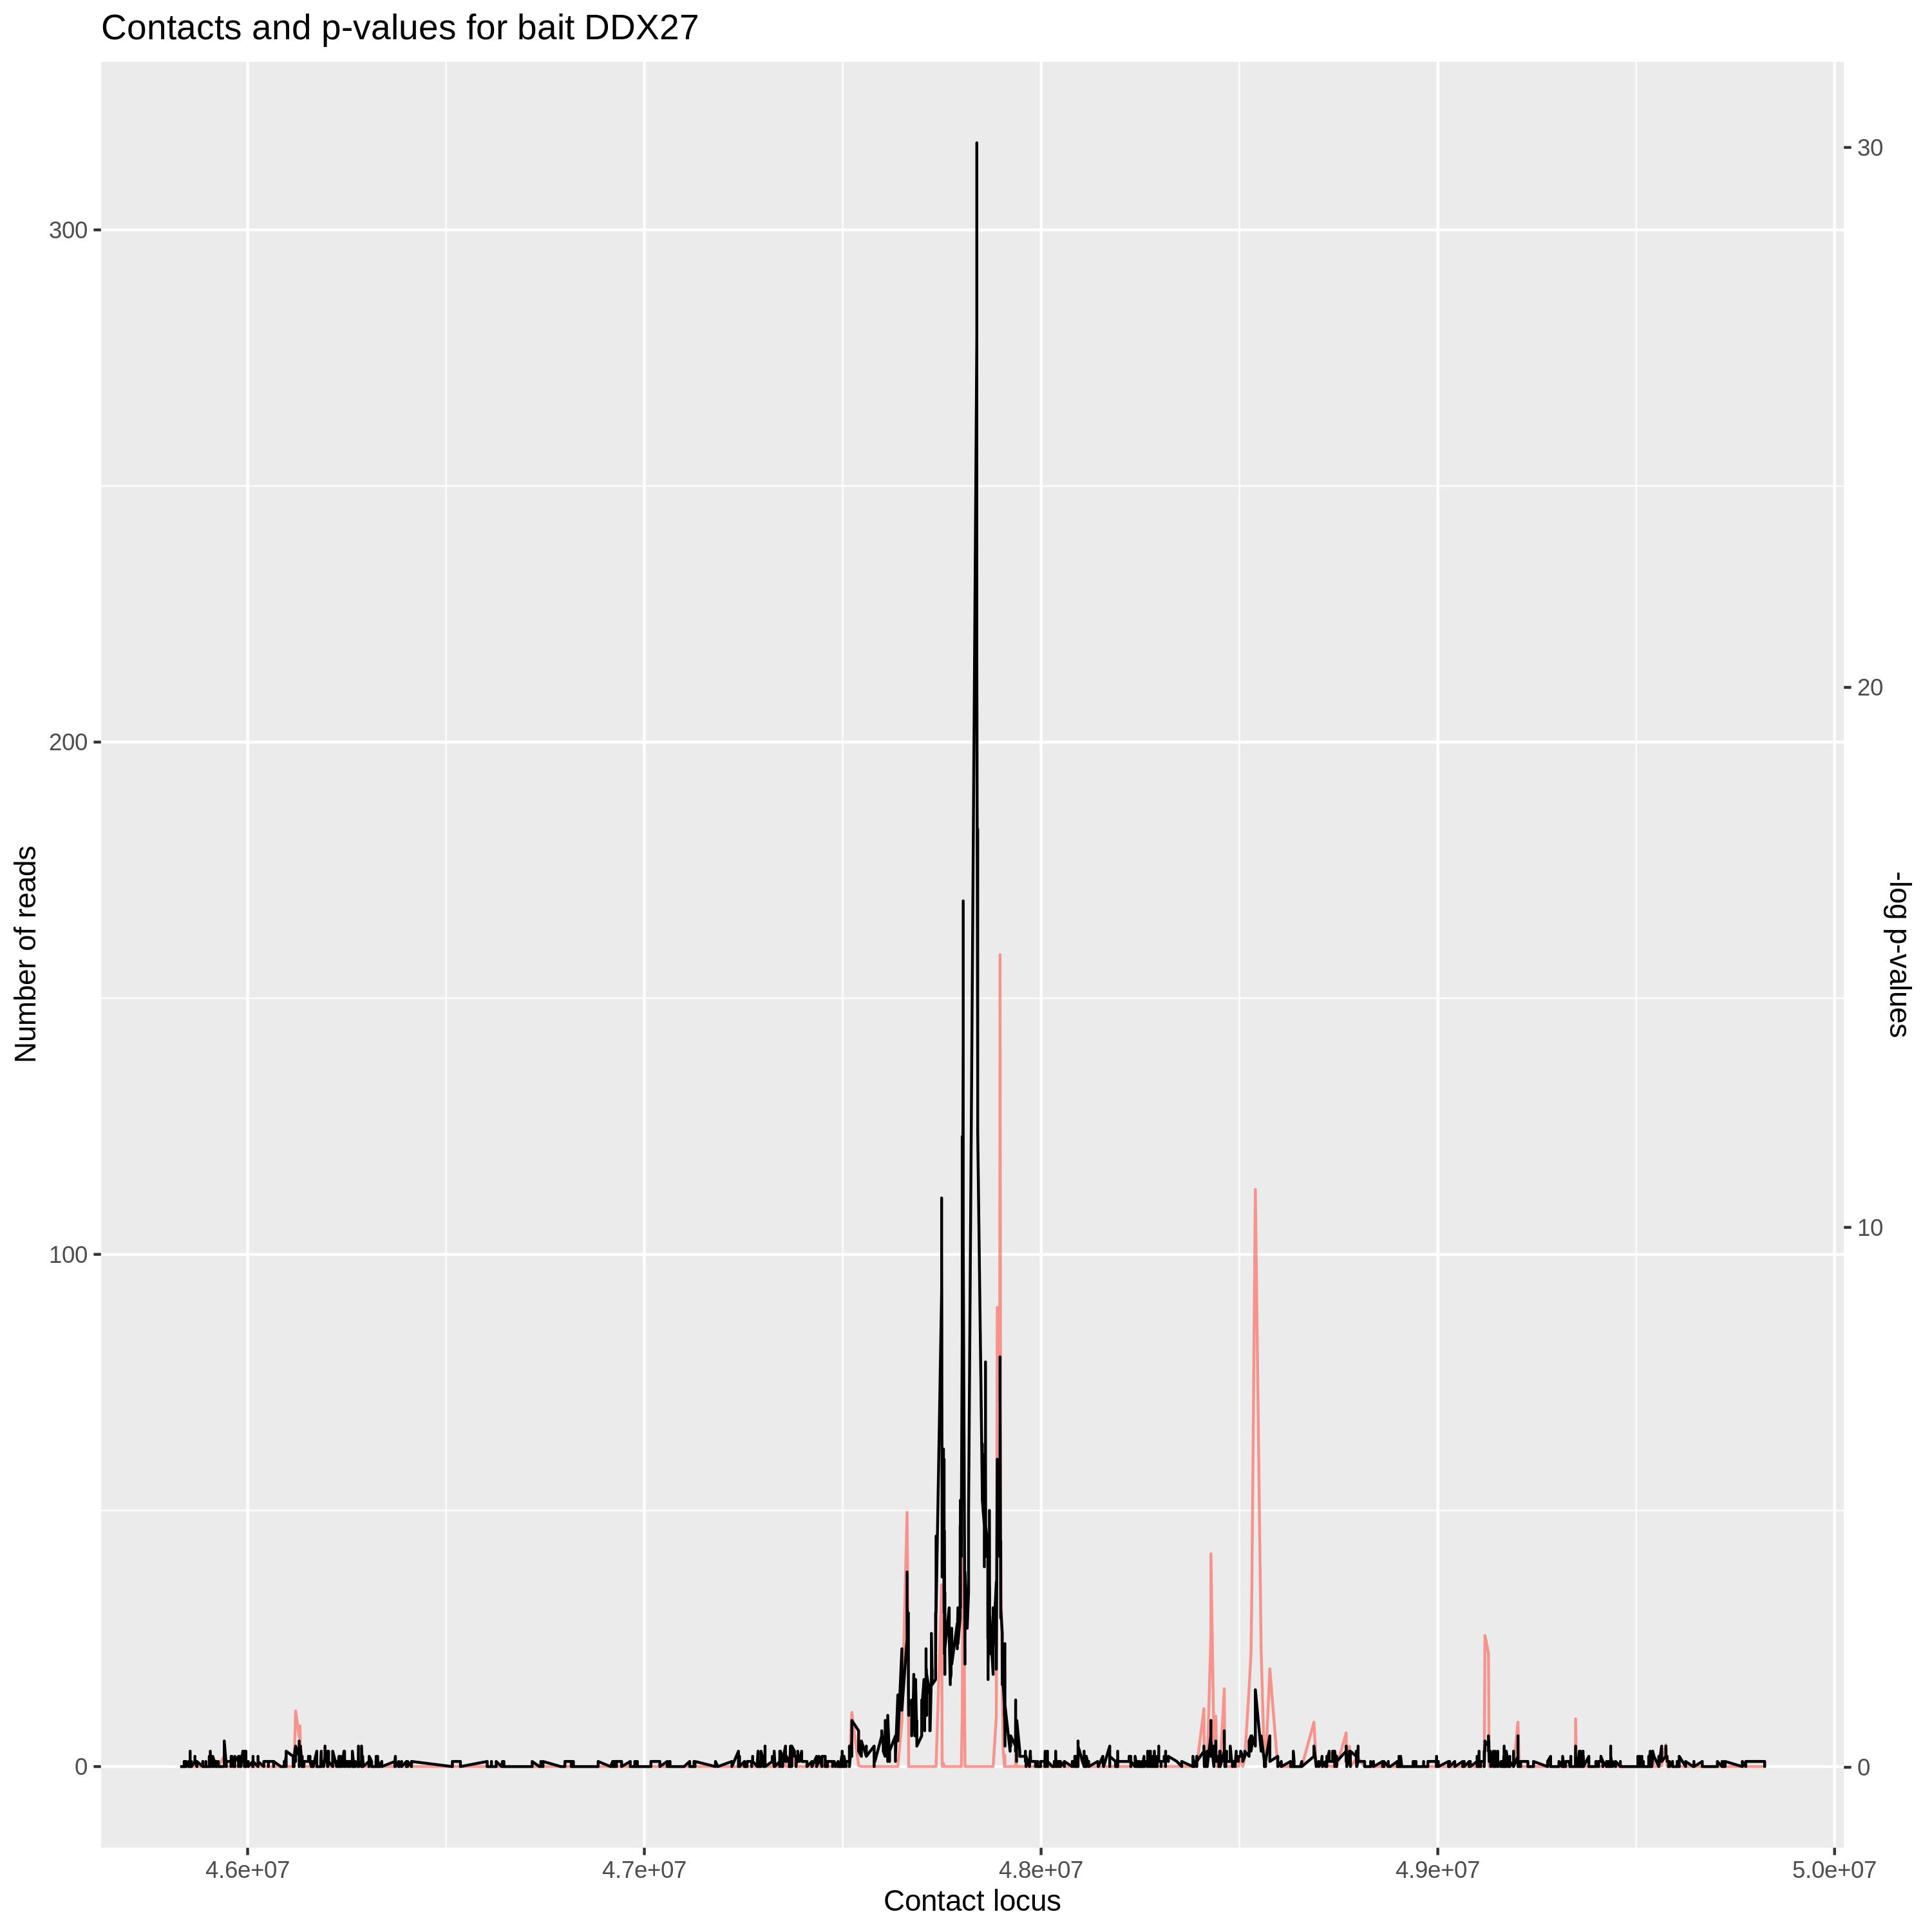 Contacts and p-values for bait DDX27
300
200
100
0
Number of reads
30
20
10
0
-log p-values
4.6e+07
4.7e+07
4.8e+07
4.9e+07
5.0e+07
Contact locus